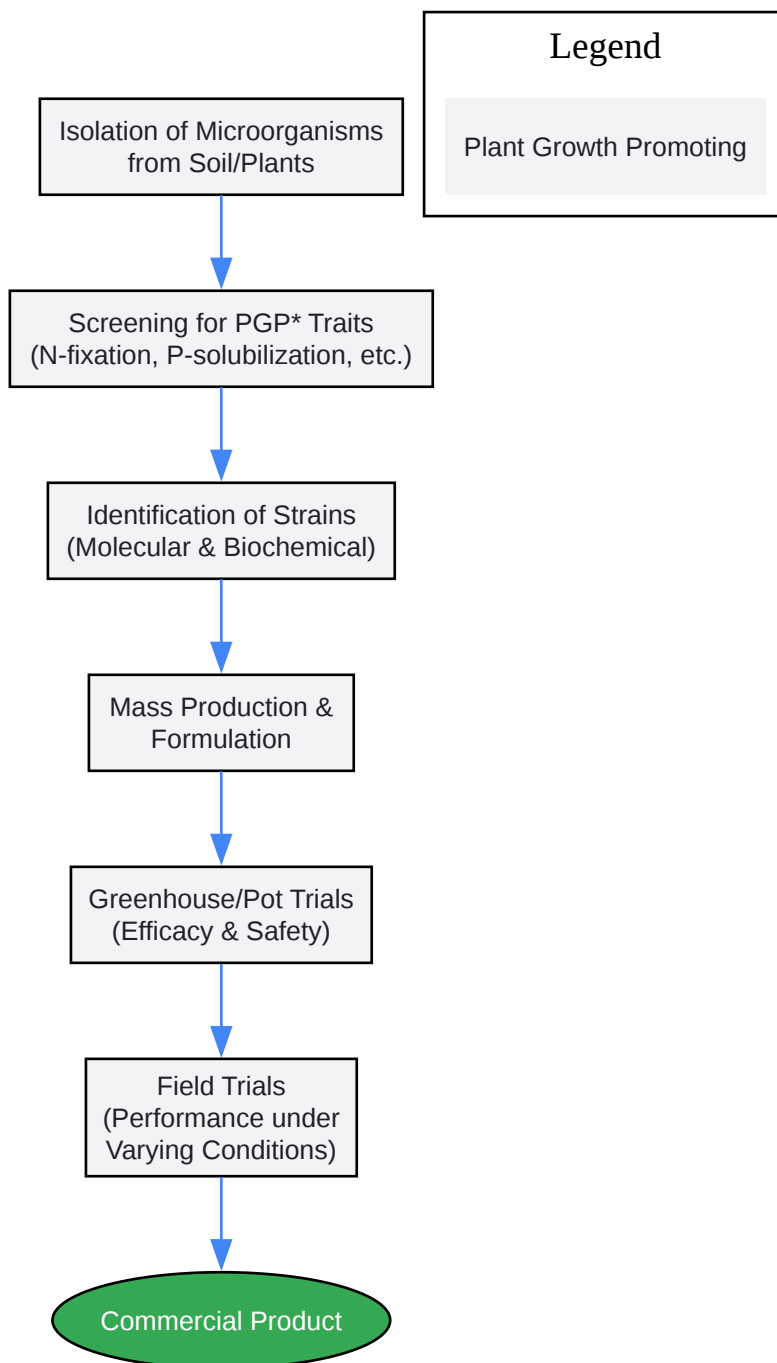 Legend
Plant Growth Promoting
Isolation of Microorganisms
from Soil/Plants
Screening for PGP* Traits
(N-fixation, P-solubilization, etc.)
Identification of Strains
(Molecular & Biochemical)
Mass Production &
Formulation
Greenhouse/Pot Trials
(Efficacy & Safety)
Field Trials
(Performance under
Varying Conditions)
Commercial Product